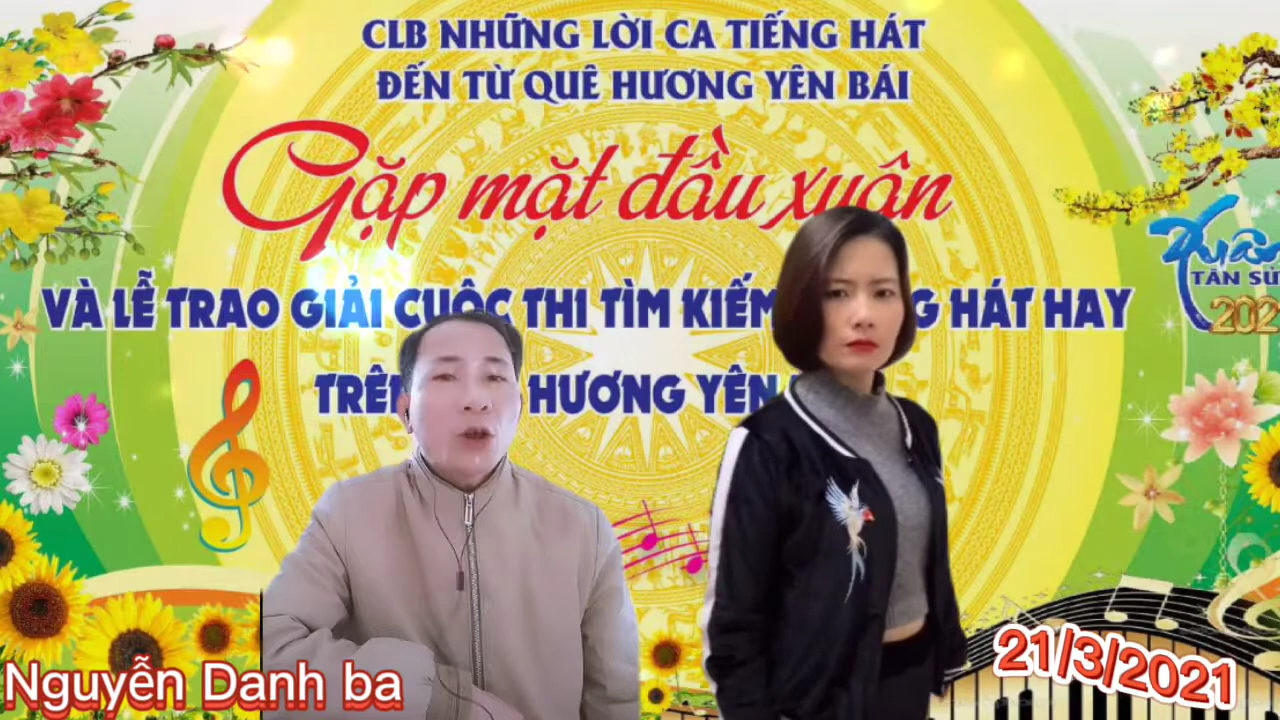 CLB NHỮNG LỜI CA TIẾNG HÁT
ĐẾN TỪ QUÊ HƯƠNG YÊN BÁI
Gặp mặt đầu xuân
VÀ LỄ TRAO GIẢI CUỘC THI TÌM KIẾM HÁT HAY
HƯƠNG YÊN
Xuân
TÂN SỬU
Nguyễn Danh ba
21/3/2021